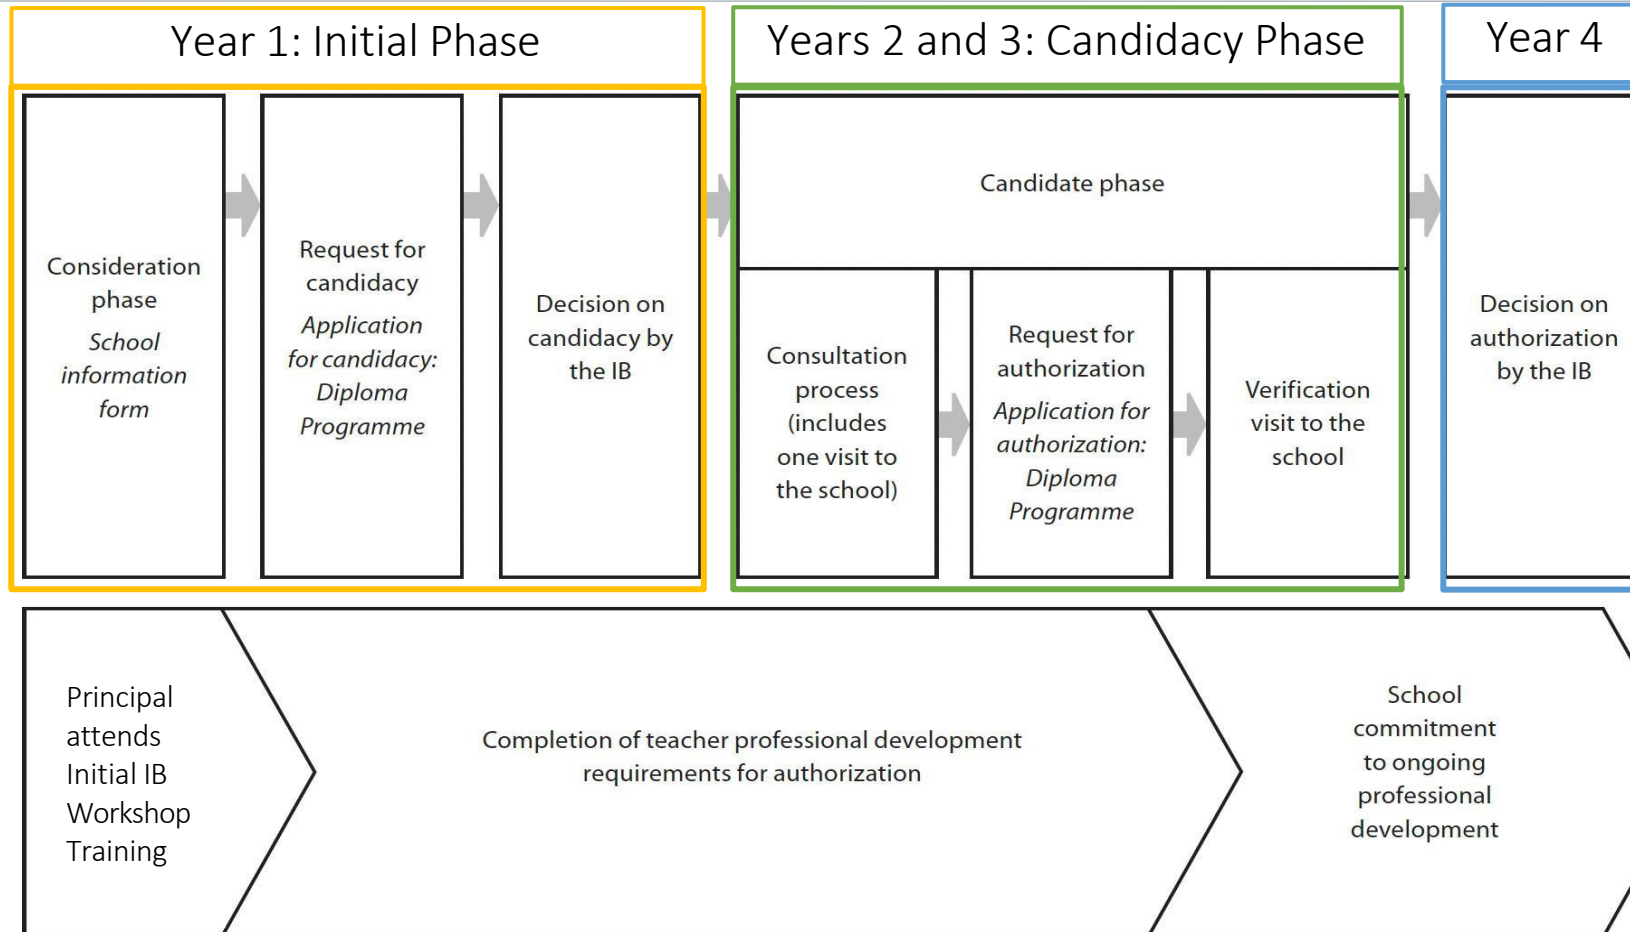 Year 1: Initial Phase
Years 2 and 3: Candidacy Phase
Year 4
Consideration
phase
School
information
form
Request for
candidacy
Application
for candidacy:
Diploma
Programme
Decision on
candidacy by
the IB
Candidate phase
Consultation
process
(includes
one visit to
the school)
Request for
authorization
Application for
authorization:
Diploma
Programme
Verification
visit to the
school
Decision on
authorization
by the IB
Principal
attends
Initial IB
Workshop
Training
Completion of teacher professional development
requirements for authorization
School
commitment
to ongoing
professional
development